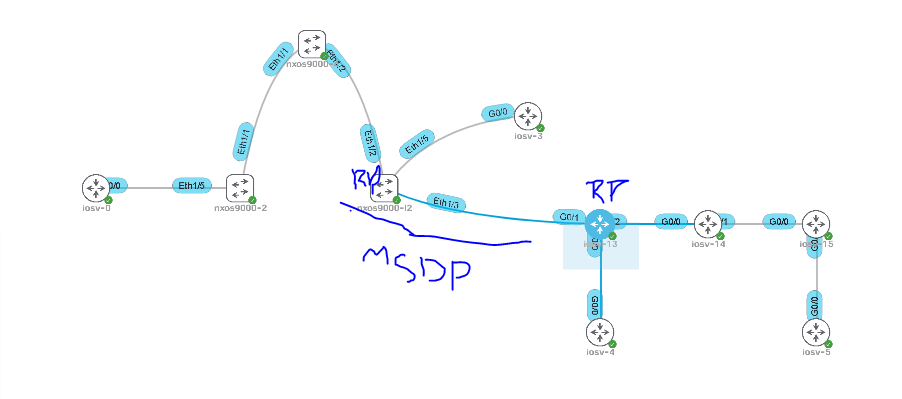 Eth1/1
Eth1/2
nxos9000-
Eth1/1
Eth1/2
Eth1/5
G0/0
iosv-3
RP
RP
0/0
Eth1/5
iosv-0
nxos9000-2
nxos9000-l2
Eth1/3
G0/1
/2
G0/0
/1
G0/0
iosv-13
iosv-14
iosv-15
G0/
G0/
MSDP
G0/0
G0/0
iosv-4
iosv-5